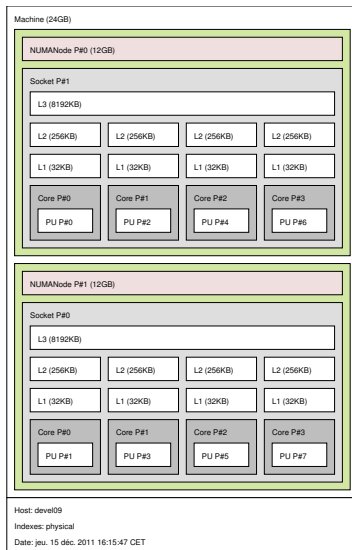 Machine (24GB)
NUMANode P#0 (12GB)
Socket P#1
L3 (8192KB)
L2 (256KB) L2 (256KB) L2 (256KB) L2 (256KB)
L1 (32KB) L1 (32KB) L1 (32KB) L1 (32KB)
Core P#0 Core P#1 Core P#2 Core P#3
PU P#0 PU P#2 PU P#4 PU P#6
NUMANode P#1 (12GB)
Socket P#0
L3 (8192KB)
L2 (256KB) L2 (256KB) L2 (256KB) L2 (256KB)
L1 (32KB) L1 (32KB) L1 (32KB) L1 (32KB)
Core P#0 Core P#1 Core P#2 Core P#3
PU P#1 PU P#3 PU P#5 PU P#7
Host: devel09
Indexes: physical
Date: jeu. 15 déc. 2011 16:15:47 CET